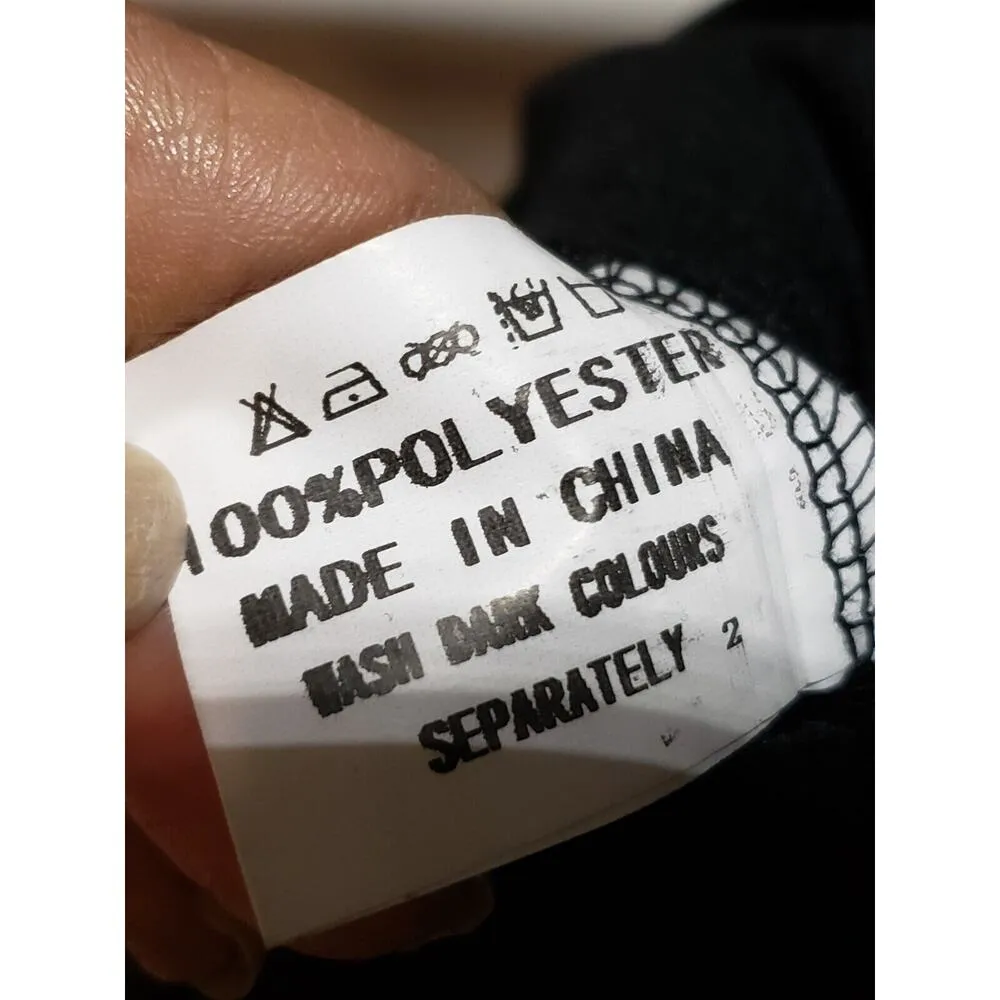 100%POLYESTER
MADE IN CHINA
WASH DARK COLOURS
SEPARATELY 2